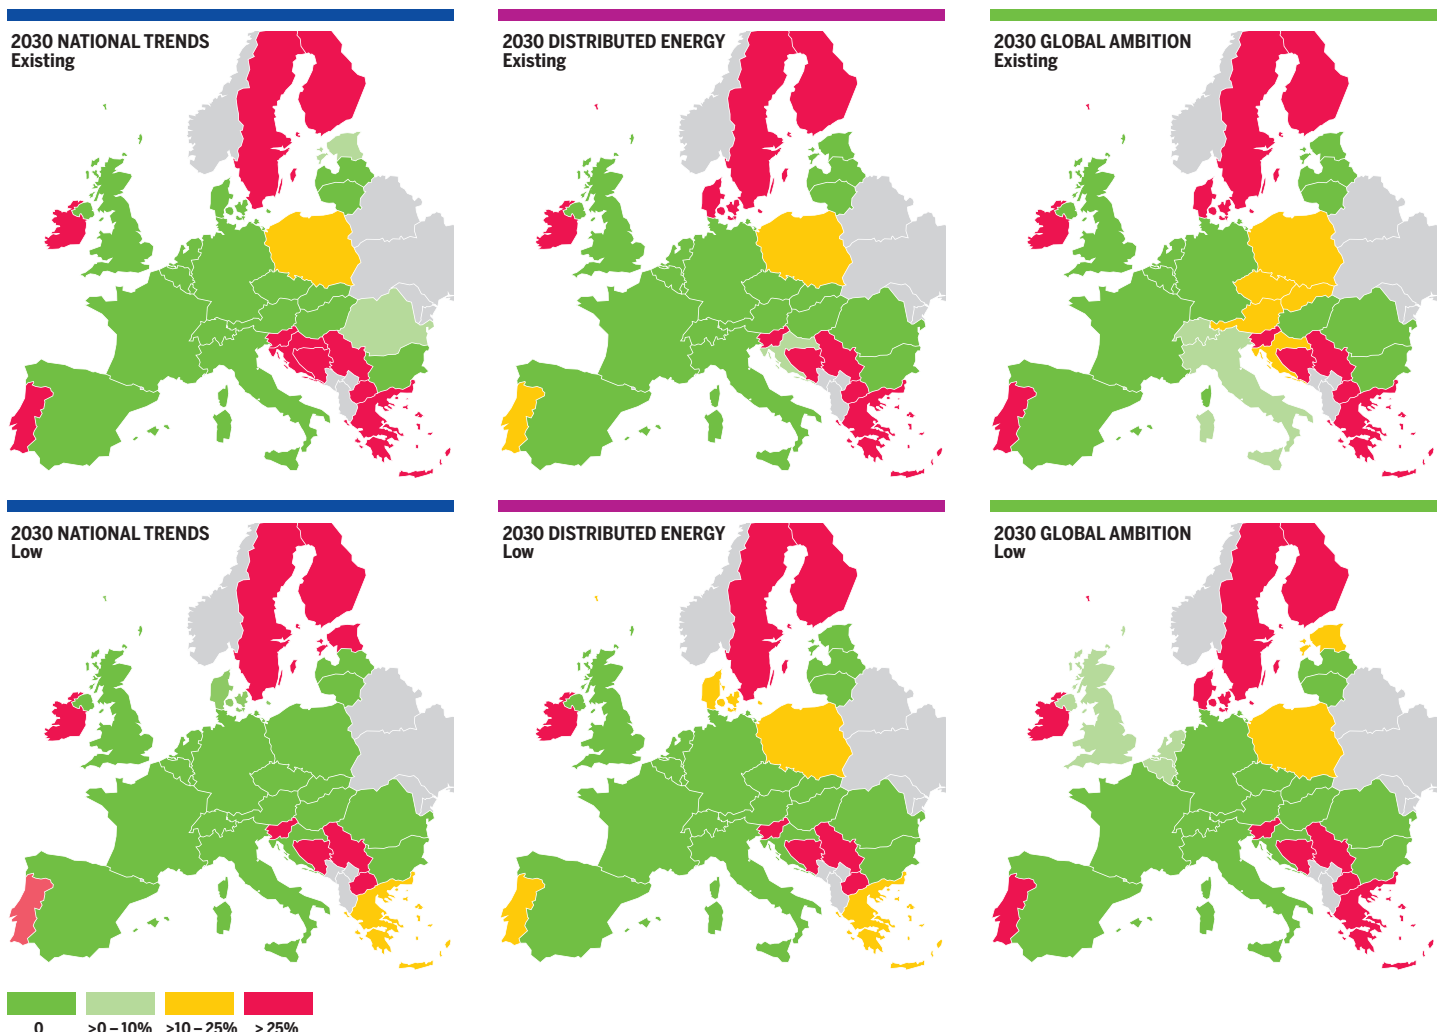 2030 NATIONAL TRENDS
Existing
2030 DISTRIBUTED ENERGY
Existing
2030 GLOBAL AMBITION
Existing
2030 NATIONAL TRENDS
Low
2030 DISTRIBUTED ENERGY
Low
2030 GLOBAL AMBITION
Low
0 >0 – 10% >10 – 25% > 25%